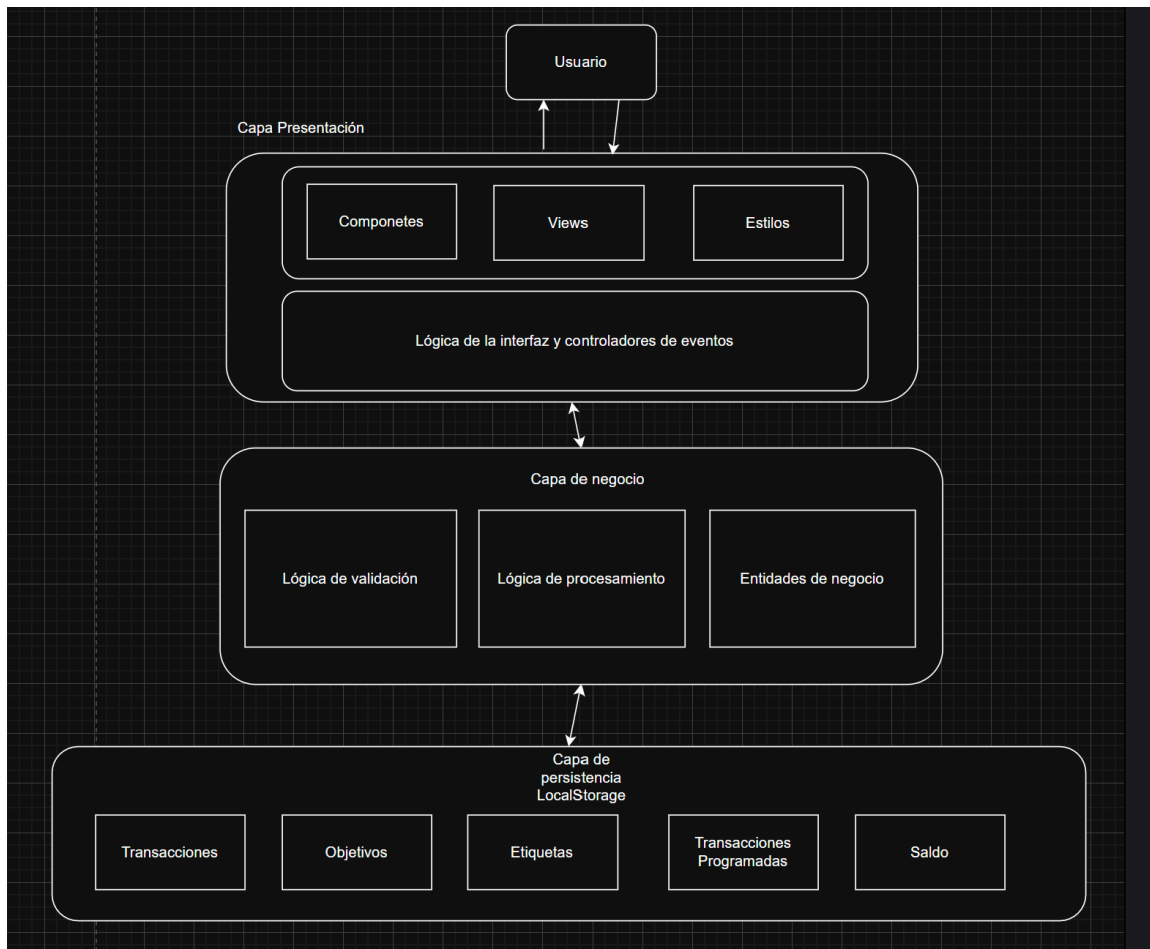 Usuario
Capa Presentación
Componetes
Views
Estilos
Lógica de la interfaz y controladores de eventos
Capa de negocio
Lógica de validación
Lógica de procesamiento
Entidades de negocio
Capa de
persistencia
LocalStorage
Transacciones
Objetivos
Etiquetas
Transacciones
Programadas
Saldo